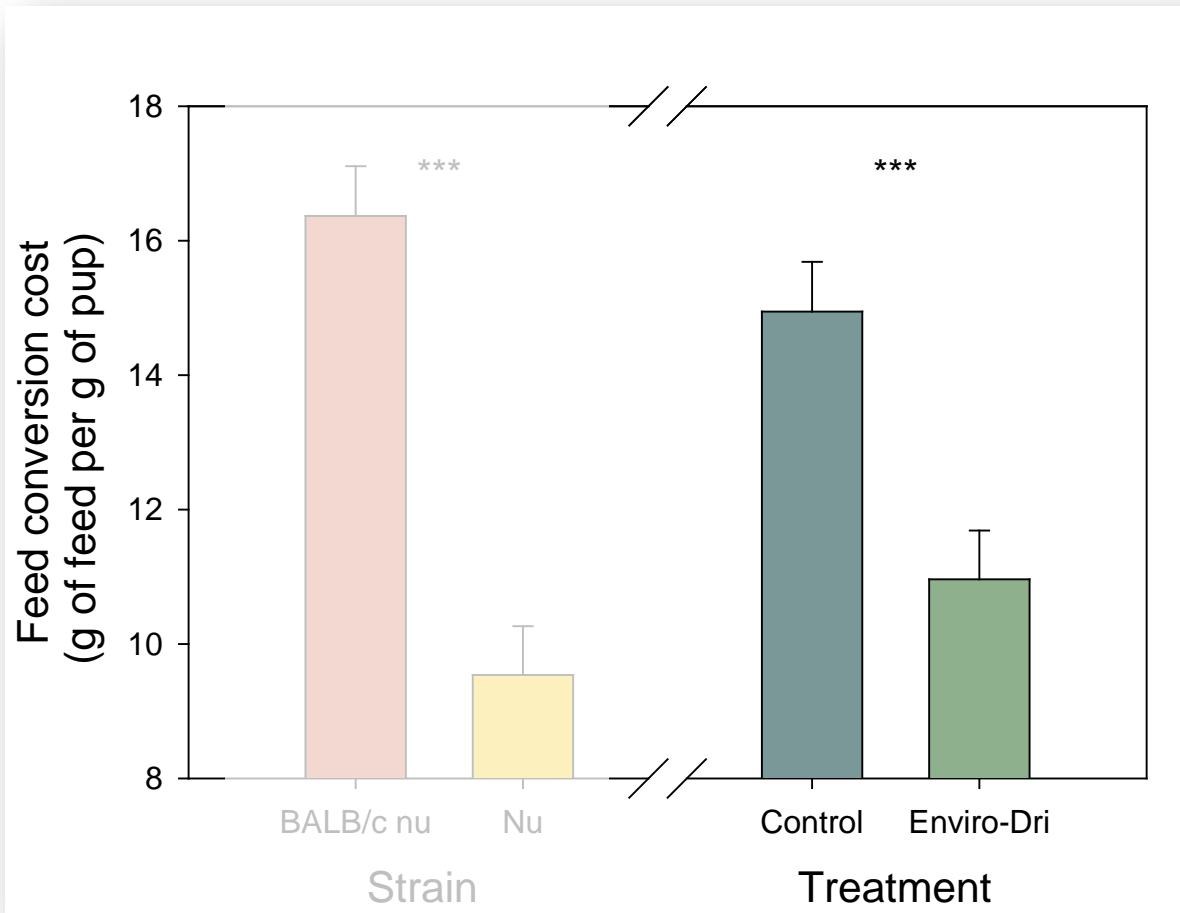 18
***
***
16
14
12
10
8
Feed conversion cost
(g of feed per g of pup)
BALB/c nu
Nu
Control
Enviro-Dri
Strain
Treatment